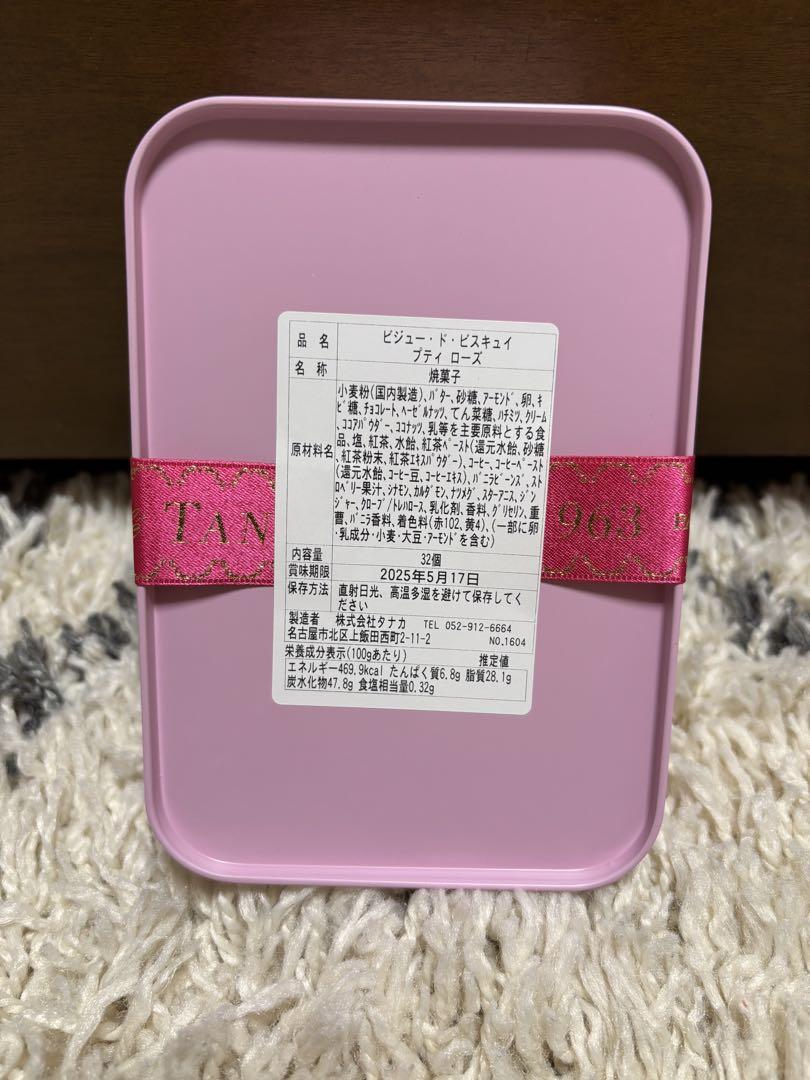 品名 ビジュー・ド・ビスキュイ
プティ ローズ
名称 焼菓子
原材料名 小麦粉(国内製造)、バター、砂糖、アーモンド、卵、キ
ビ糖、チョコレート、ヘーゼルナッツ、てん菜糖、ハチミツ、クリーム
、ココアパウダー、ココナッツ、乳等を主要原料とする食
品、塩、紅茶、水飴、紅茶ペースト(還元水飴、砂糖
、紅茶粉末、紅茶エキスパウダー)、コーヒー、コーヒーペースト
(還元水飴、コーヒー豆、コーヒーエキス)、バニラビーンズ、スト
ロベリー果汁、シナモン、カルダモン、ナツメグ、スターアニス、ジン
ジャー、クローブ/トレハロース、乳化剤、香料、グリセリン、重
曹、バニラ香料、着色料(赤102、黄4)、(一部に卵
・乳成分・小麦・大豆・アーモンドを含む)
内容量 32個
賞味期限 2025年5月17日
保存方法 直射日光、高温多湿を避けて保存してく
ださい
製造者 株式会社タナカ TEL 052-912-6664
名古屋市北区上飯田西町2-11-2 NO.1604
栄養成分表示(100gあたり) 推定値
エネルギー469.9kcal たんぱく質6.8g 脂質28.1g
炭水化物47.8g 食塩相当量0.32g
TAN 963